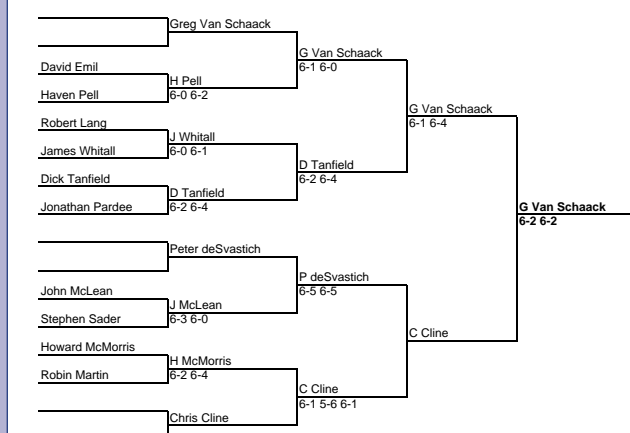 Greg Van Schaack
G Van Schaack
6-1 6-0
David Emil
H Pell
6-0 6-2
Haven Pell
G Van Schaack
6-1 6-4
Robert Lang
J Whitall
6-0 6-1
James Whitall
D Tanfield
6-2 6-4
Dick Tanfield
D Tanfield
6-2 6-4
Jonathan Pardee
G Van Schaack
6-2 6-2
Peter deSvastich
P deSvastich
6-5 6-5
John McLean
J McLean
6-3 6-0
Stephen Sader
C Cline
Howard McMorris
H McMorris
6-2 6-4
Robin Martin
C Cline
6-1 5-6 6-1
Chris Cline